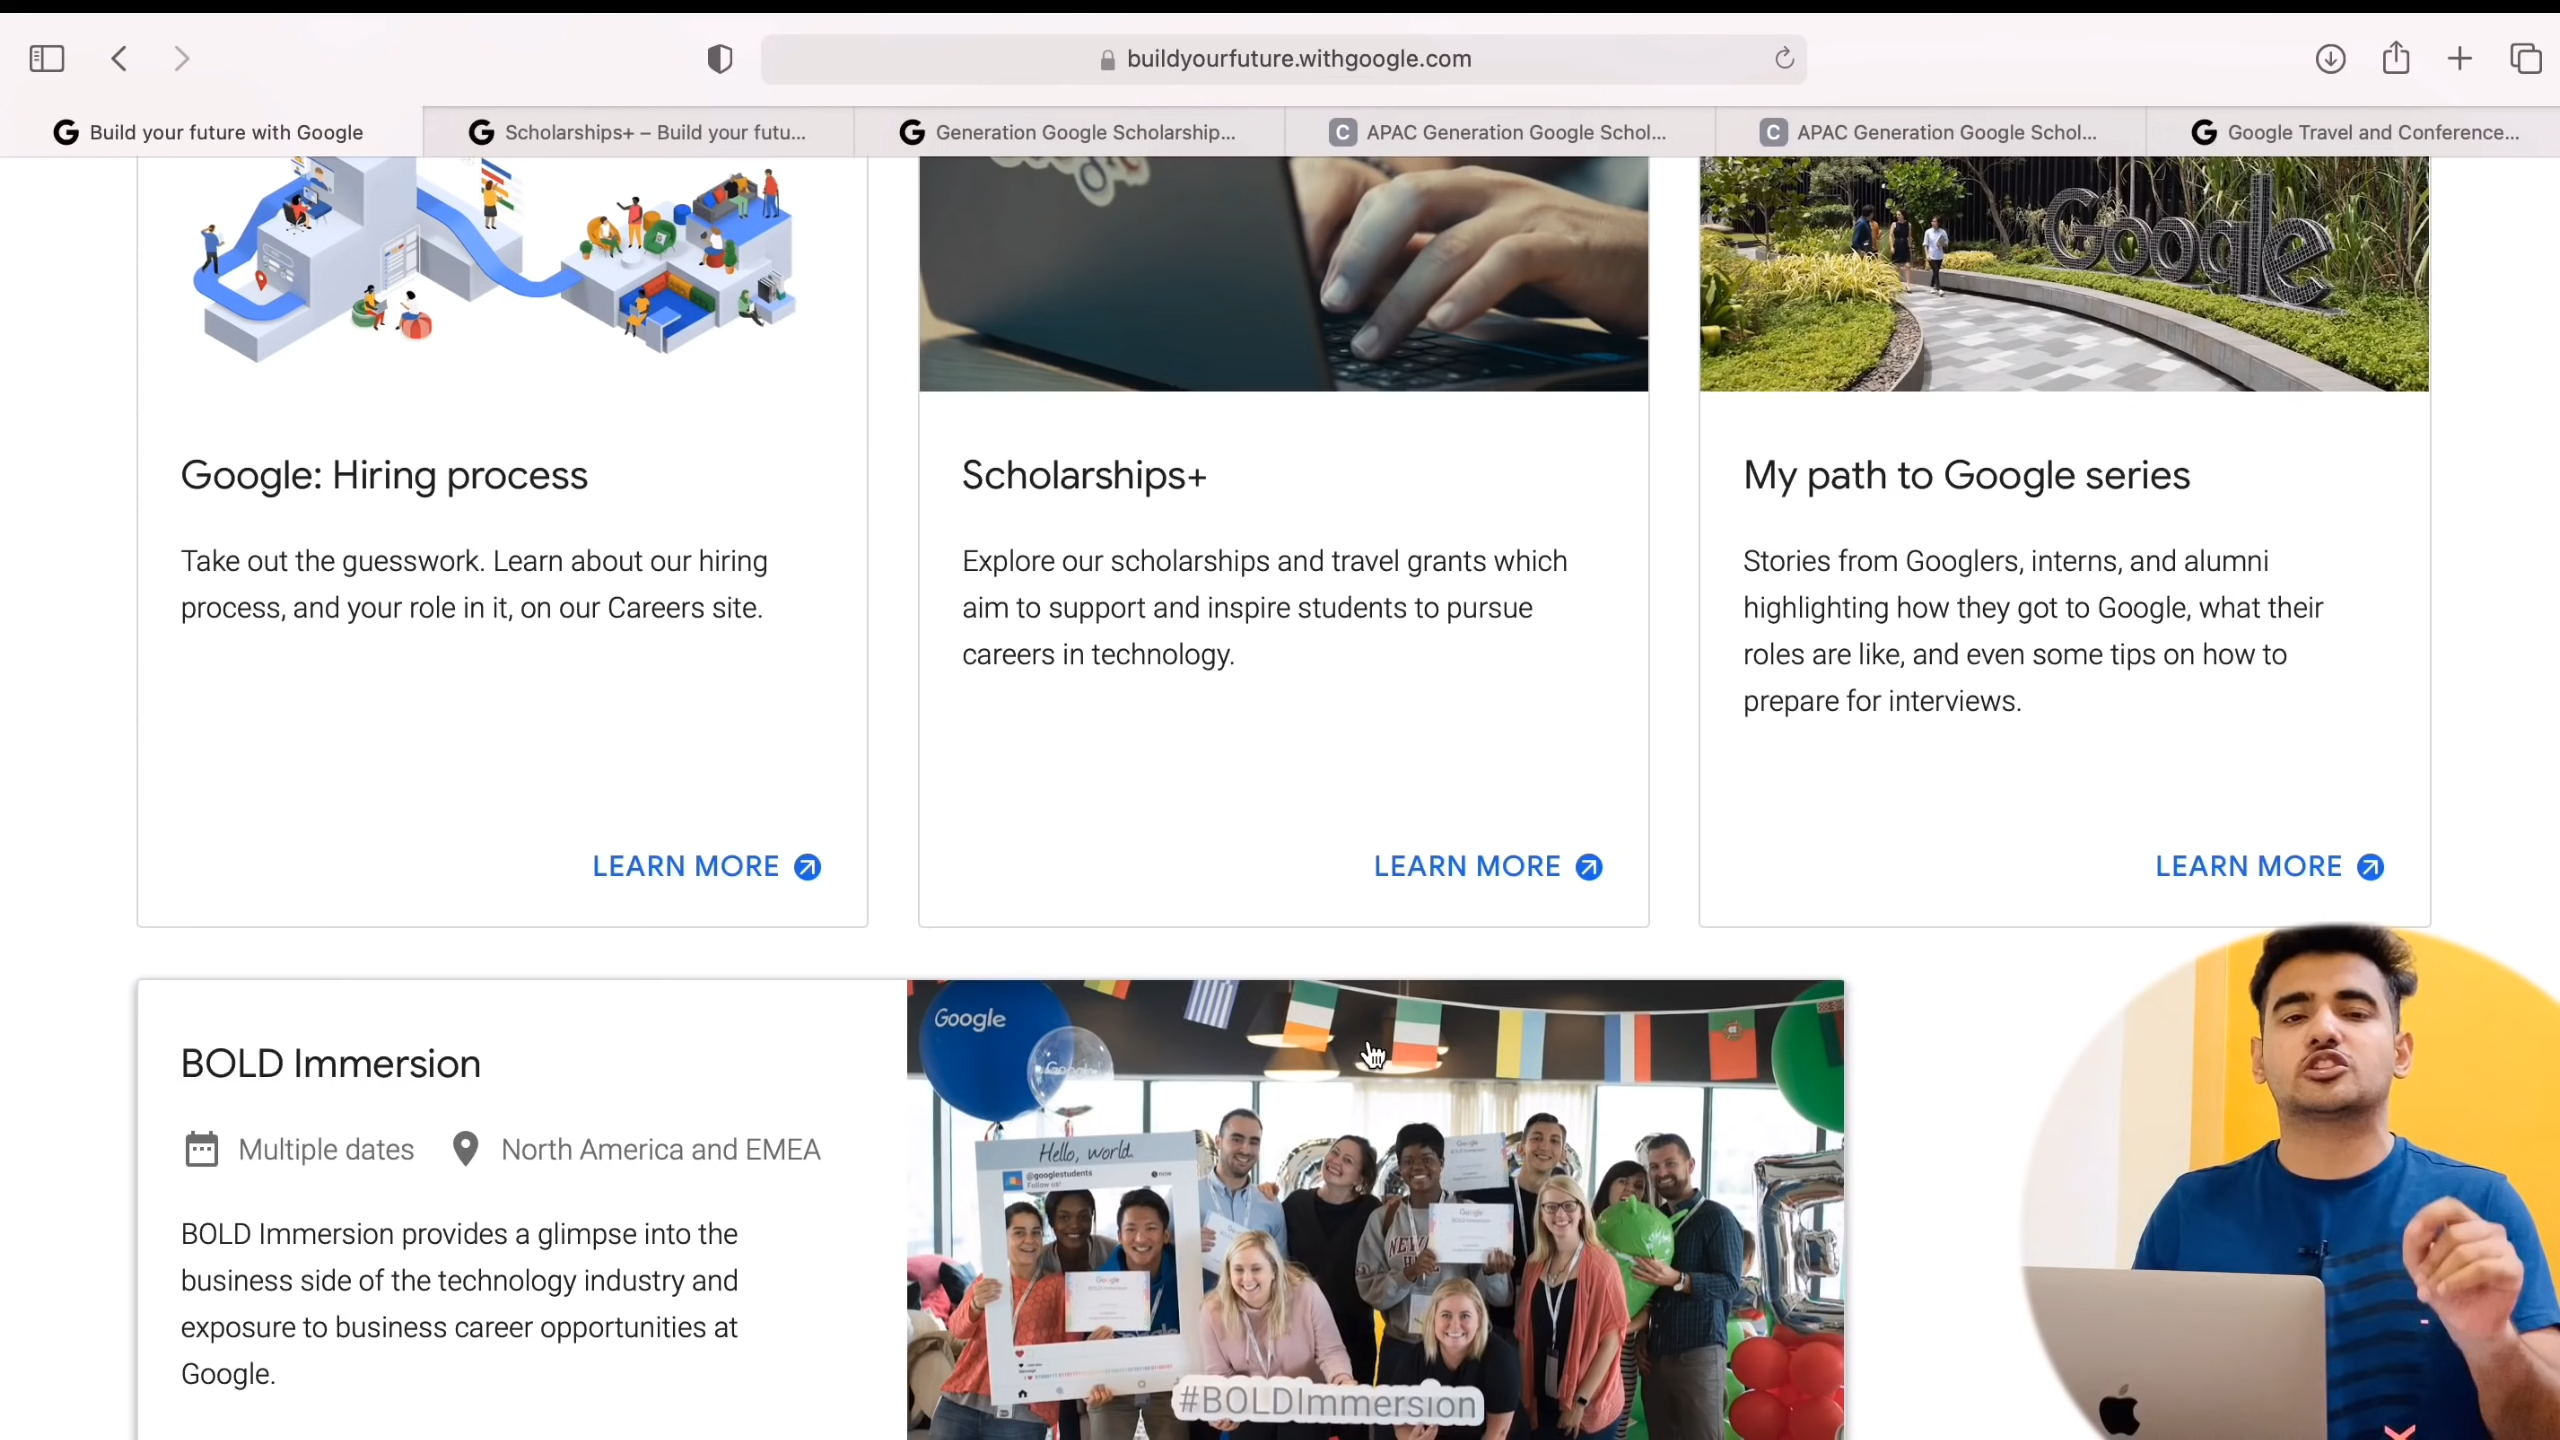 buildyourfuture.withgoogle.com
Build your future with Google
Scholarships+ – Build your futu...
Generation Google Scholarship...
C APAC Generation Google Schol...
C APAC Generation Google Schol...
Google Travel and Conference...
Google
Google: Hiring process
Take out the guesswork. Learn about our hiring
process, and your role in it, on our Careers site.
LEARN MORE
Scholarships+
Explore our scholarships and travel grants which
aim to support and inspire students to pursue
careers in technology.
LEARN MORE
My path to Google series
Stories from Googlers, interns, and alumni
highlighting how they got to Google, what their
roles are like, and even some tips on how to
prepare for interviews.
LEARN MORE
BOLD Immersion
Multiple dates
North America and EMEA
BOLD Immersion provides a glimpse into the
business side of the technology industry and
exposure to business career opportunities at
Google.
Google
Hello, world.
@googlestudents
Follow us!
now
#BOLDImmersion